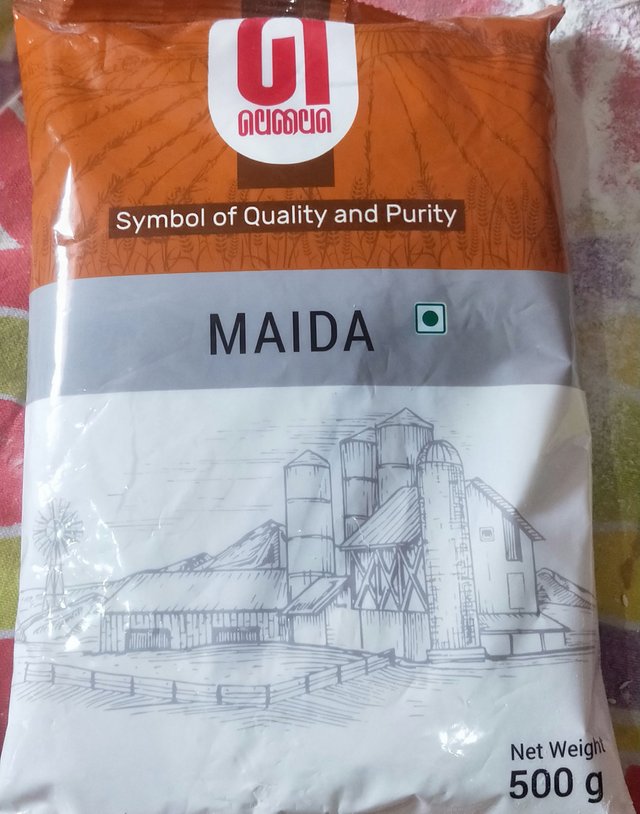 Symbol of Quality and Purity
MAIDA
Net Weight
500 g